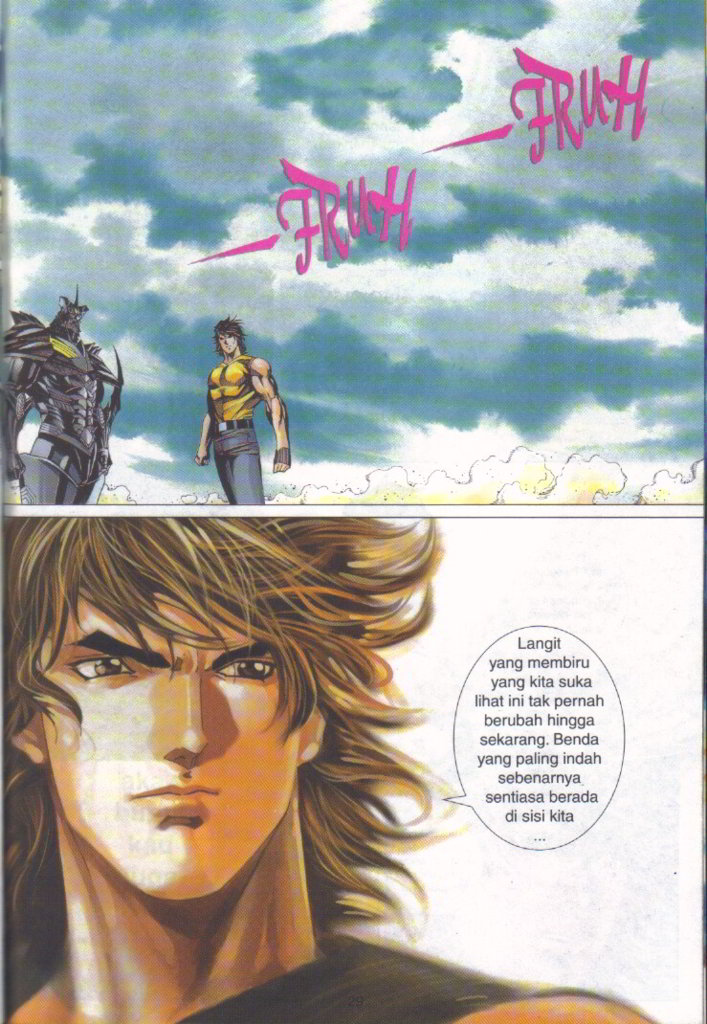 FRUH
FRUH
Langit
yang membiru
yang kita suka
lihat ini tak pernah
berubah hingga
sekarang. Benda
yang paling indah
sebenarnya
sentiasa berada
di sisi kita
...
29